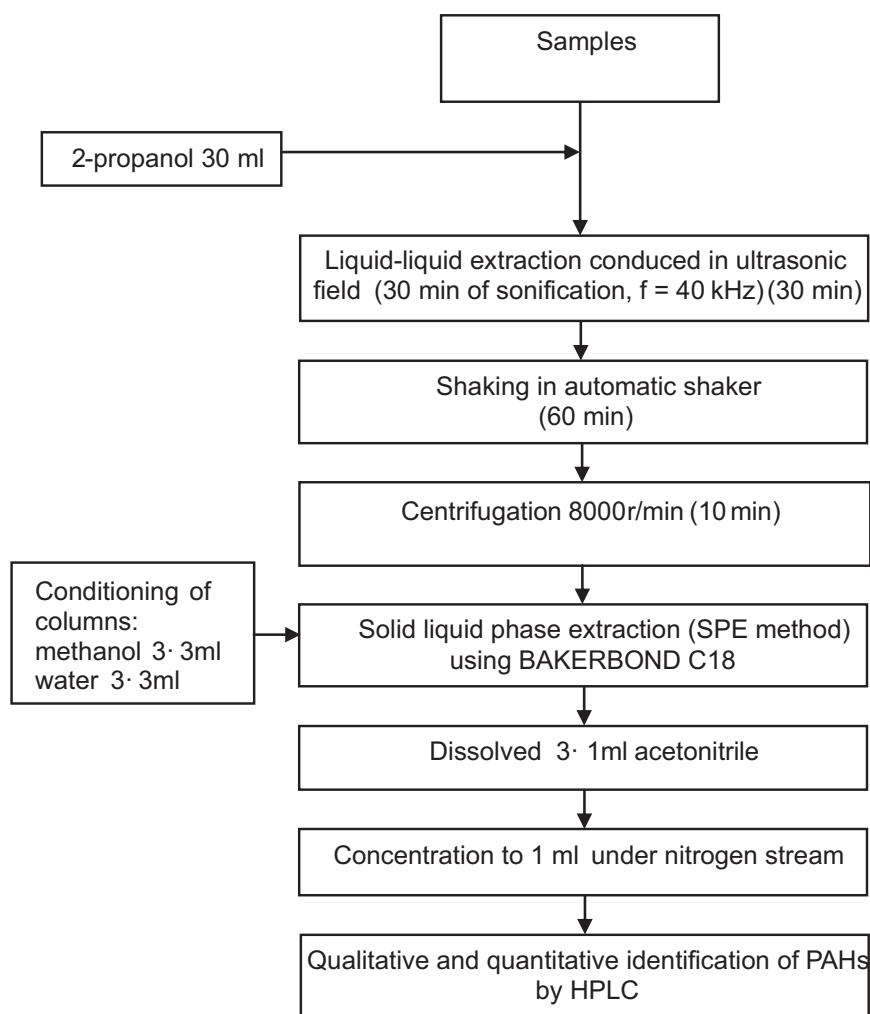 Samples
2-propanol 30 ml
Liquid-liquid extraction conduced in ultrasonic
field (30 min of sonification, f = 40 kHz) (30 min)
Shaking in automatic shaker
(60 min)
Centrifugation 8000r/min (10 min)
Conditioning of
columns:
methanol 3· 3ml
water 3· 3ml
Solid liquid phase extraction (SPE method)
using BAKERBOND C18
Dissolved 3· 1ml acetonitrile
Concentration to 1 ml under nitrogen stream
Qualitative and quantitative identification of PAHs
by HPLC